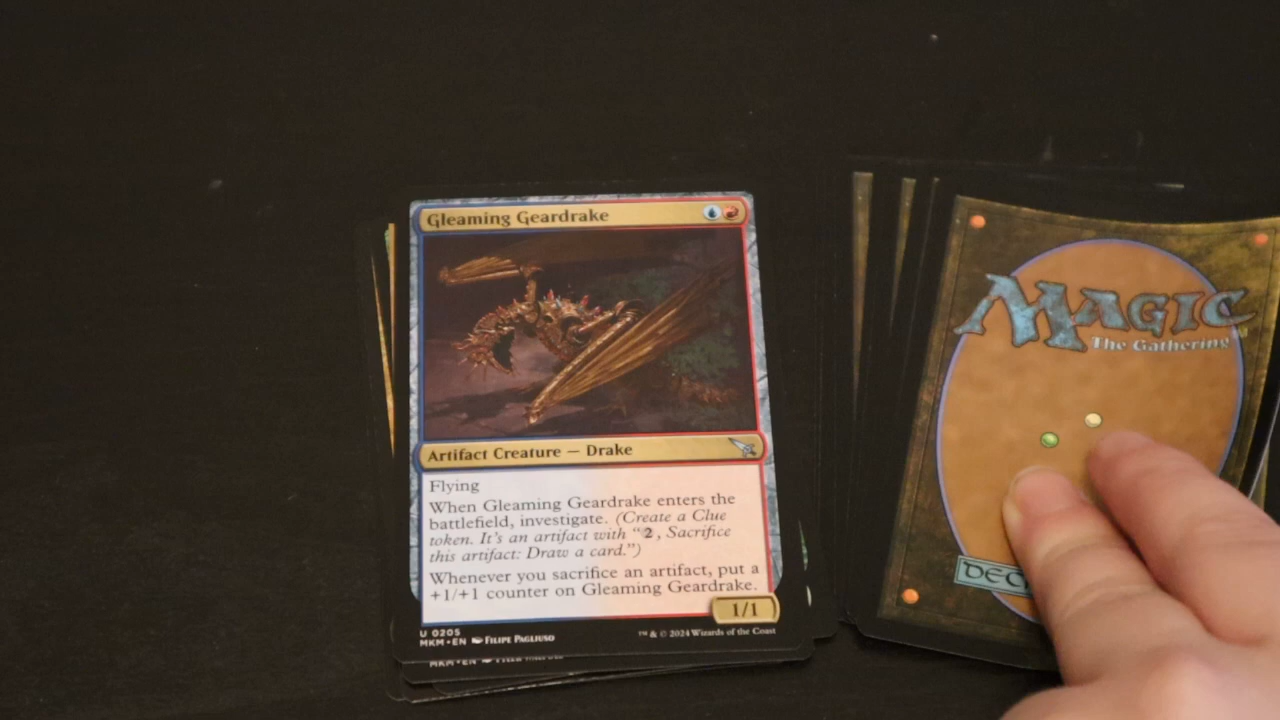 Gleaming Geardrake
Artifact Creature — Drake
Flying
When Gleaming Geardrake enters the
battlefield, investigate. (Create a Clue
token. It's an artifact with “2, Sacrifice
this artifact: Draw a card.”)
Whenever you sacrifice an artifact, put a
+1/+1 counter on Gleaming Geardrake.
1/1
U 0205
MKM • EN Filipe Pagliuso
™ & © 2024 Wizards of the Coast
MKM • EN
MAGIC
The Gathering